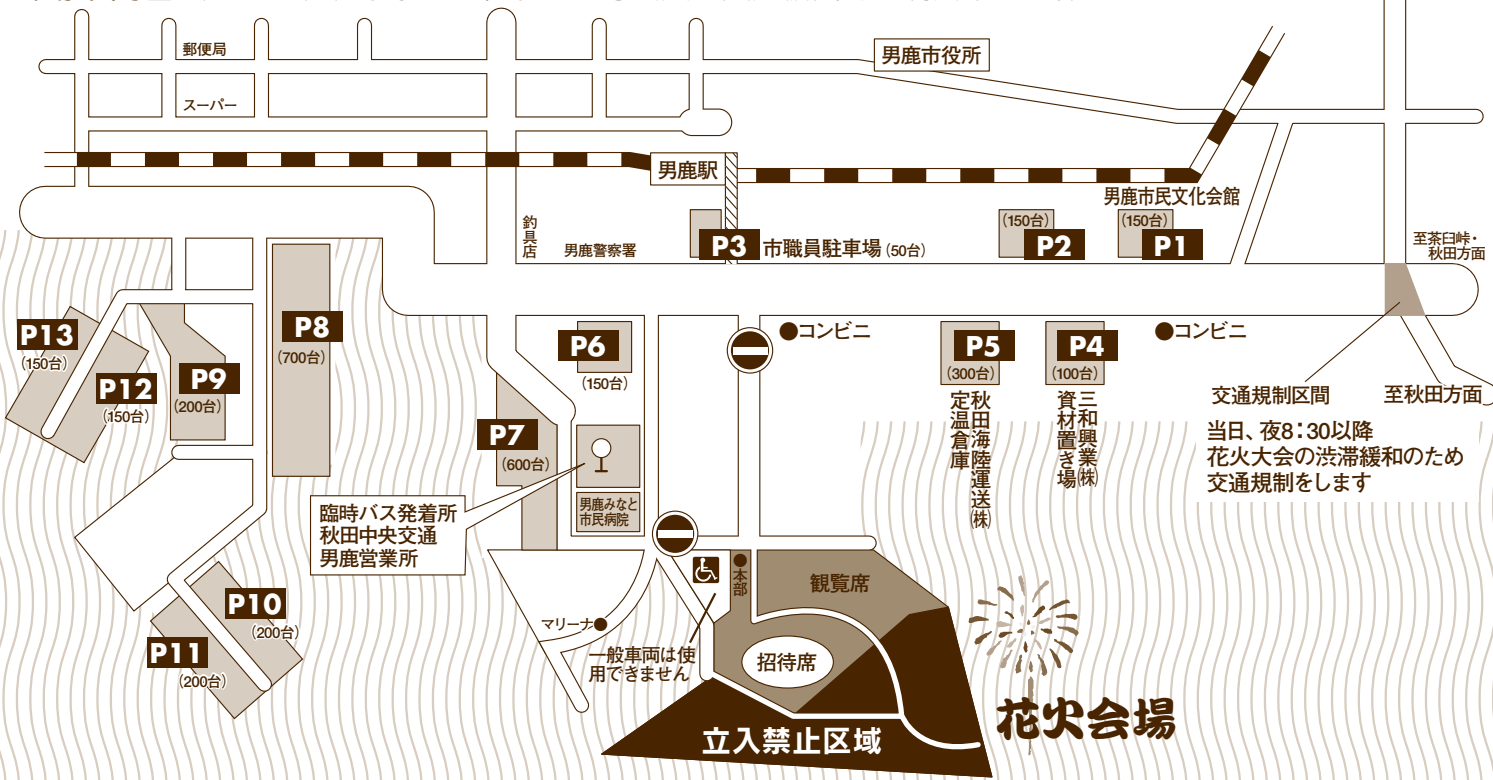 郵便局
スーパー
男鹿市役所
男鹿駅
男鹿市民文化会館
釣具店
男鹿警察署
P3
市職員駐車場(50台)
(150台)
P2
(150台)
P1
至茶臼峠・
秋田方面
P13
(150台)
P12
(150台)
P9
(200台)
P8
(700台)
P6
(150台)
P7
(600台)
●コンビニ
P5
(300台)
秋田海陸運送㈱
定温倉庫
P4
(100台)
三和興業㈱
資材置き場
●コンビニ
交通規制区間
至秋田方面
当日、夜8:30以降
花火大会の渋滞緩和のため
交通規制をします
臨時バス発着所
秋田中央交通
男鹿営業所
男鹿みなと
市民病院
P10
(200台)
P11
(200台)
マリーナ●
一般車両は使
用できません
●本部
観覧席
招待席
立入禁止区域
花火会場